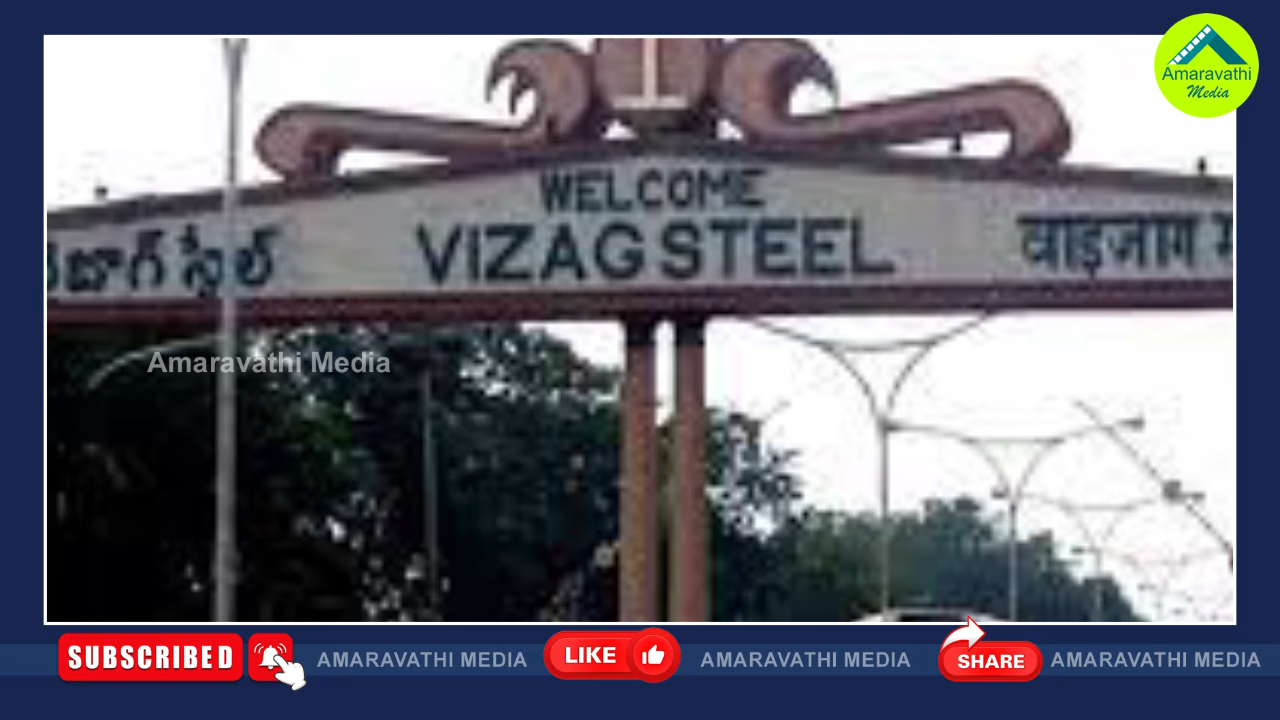 Amaravathi
Media
WELCOME
వైజాగ్ స్టీల్
VIZAG STEEL
वाइजाग
Amaravathi Media
SUBSCRIBED
AMARAVATHI MEDIA
LIKE
AMARAVATHI MEDIA
SHARE
AMARAVATHI MEDIA